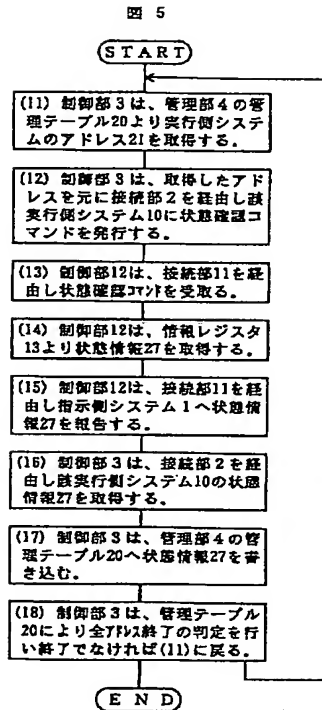 図 5
START
(11) 制御部3は、管理部4の管
理テーブル20より実行側システ
ムのアドレス21を取得する。
(12) 制御部3は、取得したアド
レスを元に接続部2を経由し該
実行側システム10に状態確認コ
マンドを発行する。
(13) 制御部12は、接続部11を経
由し状態確認コマンドを受取る。
(14) 制御部12は、情報レジスタ
13より状態情報27を取得する。
(15) 制御部12は、接続部11を経
由し指示側システム1へ状態情
報27を報告する。
(16) 制御部3は、接続部2を経
由し該実行側システム10の状態
情報27を取得する。
(17) 制御部3は、管理部4の管
理テーブル20へ状態情報27を書
き込む。
(18) 制御部3は、管理テーブル
20により全アドレス終了の判定を行
い終了でなければ(11)に戻る。
END